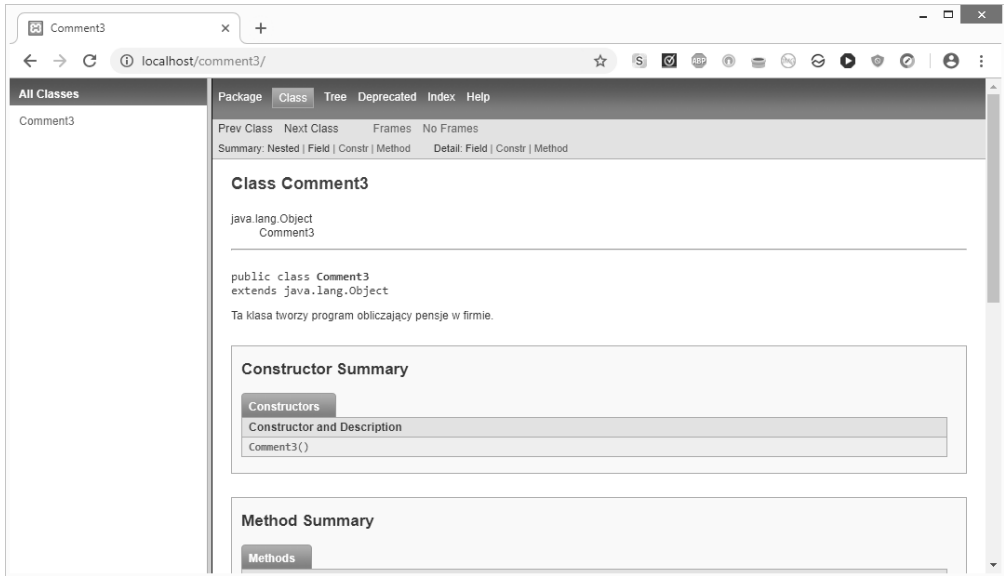 Comment3
localhost/comment3/
All Classes
Comment3
Package Class Tree Deprecated Index Help
Prev Class Next Class Frames No Frames
Summary: Nested | Field | Constr | Method Detail: Field | Constr | Method
Class Comment3
java.lang.Object
Comment3
public class Comment3
extends java.lang.Object
Ta klasa tworzy program obliczający pensje w firmie.
Constructor Summary
Constructors
Constructor and Description
Comment3()
Method Summary
Methods